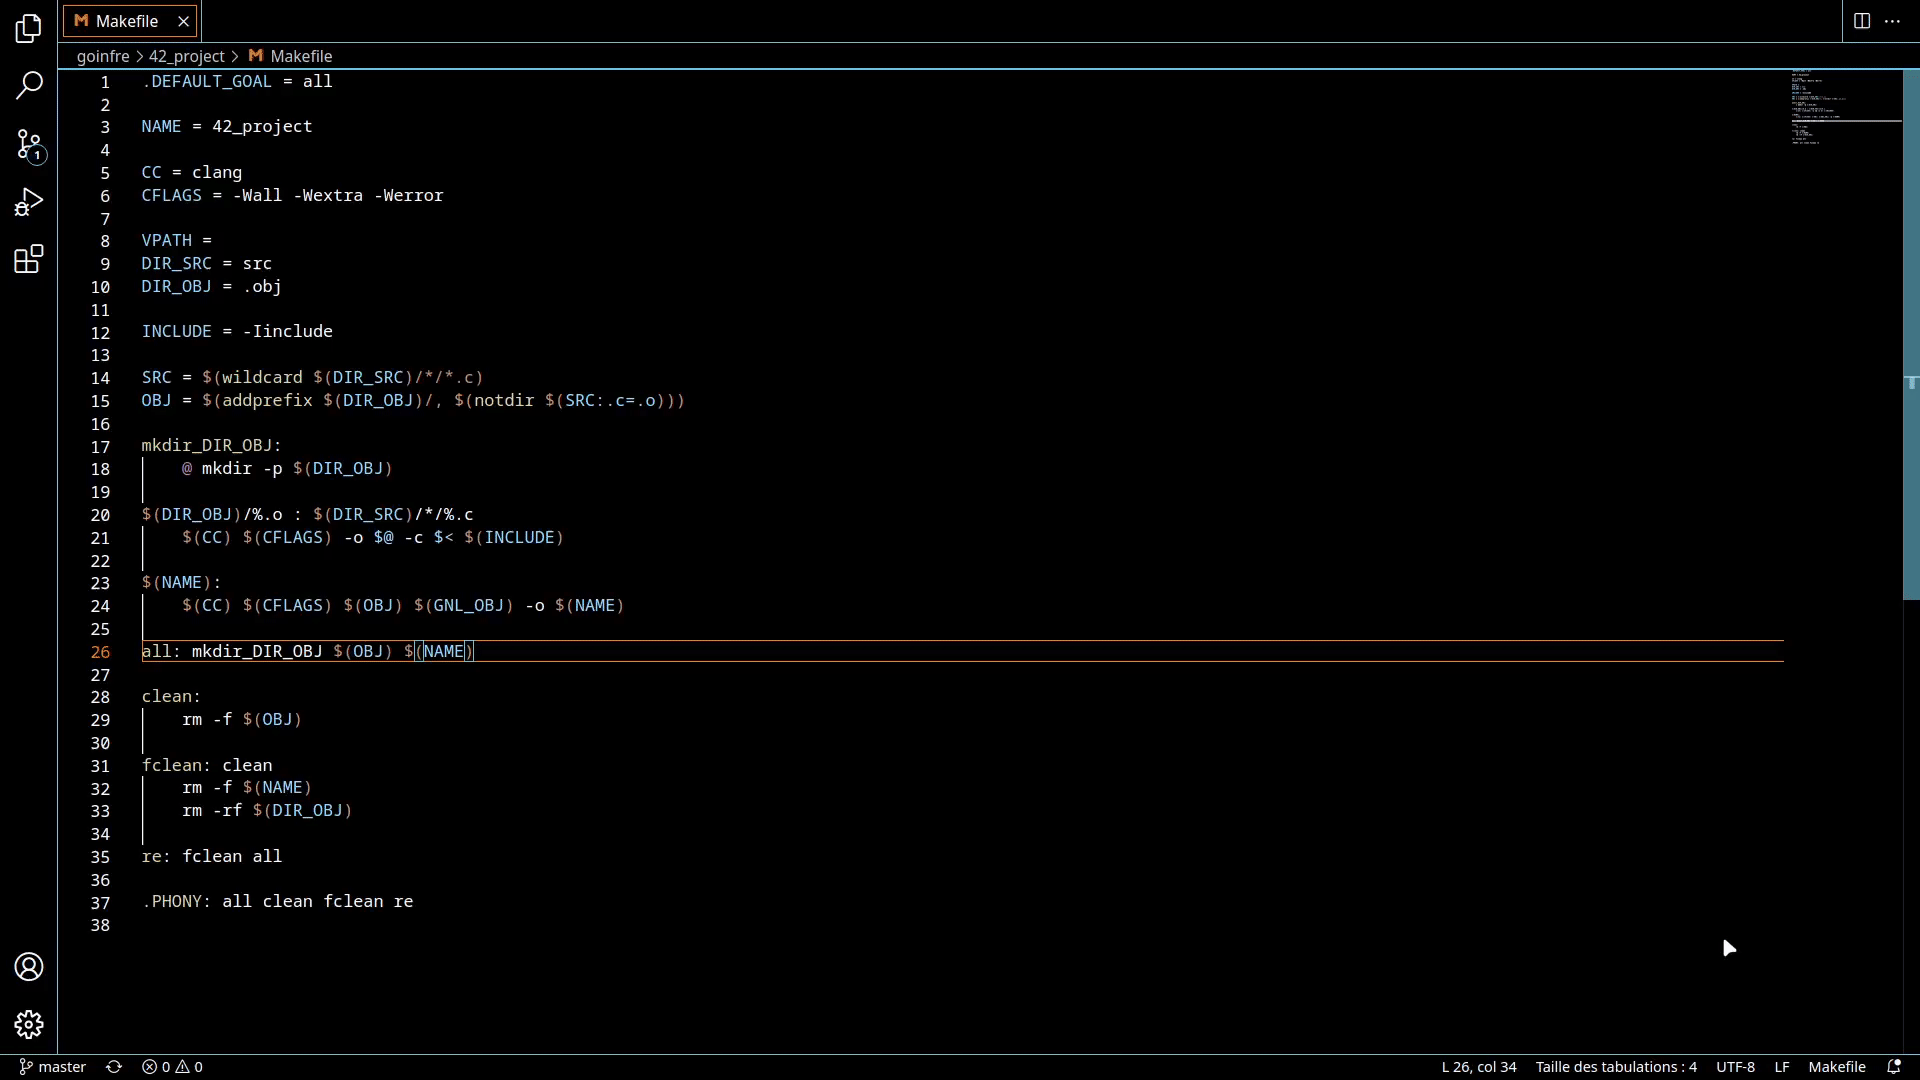 Makefile
goinfre > 42_project > Makefile
1 .DEFAULT_GOAL = all
2
3 NAME = 42_project
4
5 CC = clang
6 CFLAGS = -Wall -Wextra -Werror
7
8 VPATH =
9 DIR_SRC = src
10 DIR_OBJ = .obj
11
12 INCLUDE = -Iinclude
13
14 SRC = $(wildcard $(DIR_SRC)/*/*.c)
15 OBJ = $(addprefix $(DIR_OBJ)/, $(notdir $(SRC:.c=.o)))
16
17 mkdir_DIR_OBJ:
18 @ mkdir -p $(DIR_OBJ)
19
20 $(DIR_OBJ)/%.o : $(DIR_SRC)/*/%.c
21 $(CC) $(CFLAGS) -o $@ -c $< $(INCLUDE)
22
23 $(NAME):
24 $(CC) $(CFLAGS) $(OBJ) $(GNL_OBJ) -o $(NAME)
25
26 all: mkdir_DIR_OBJ $(OBJ) $(NAME)
27
28 clean:
29 rm -f $(OBJ)
30
31 fclean: clean
32 rm -f $(NAME)
33 rm -rf $(DIR_OBJ)
34
35 re: fclean all
36
37 .PHONY: all clean fclean re
38
1
master 0 0 L 26, col 34 Taille des tabulations : 4 UTF-8 LF Makefile